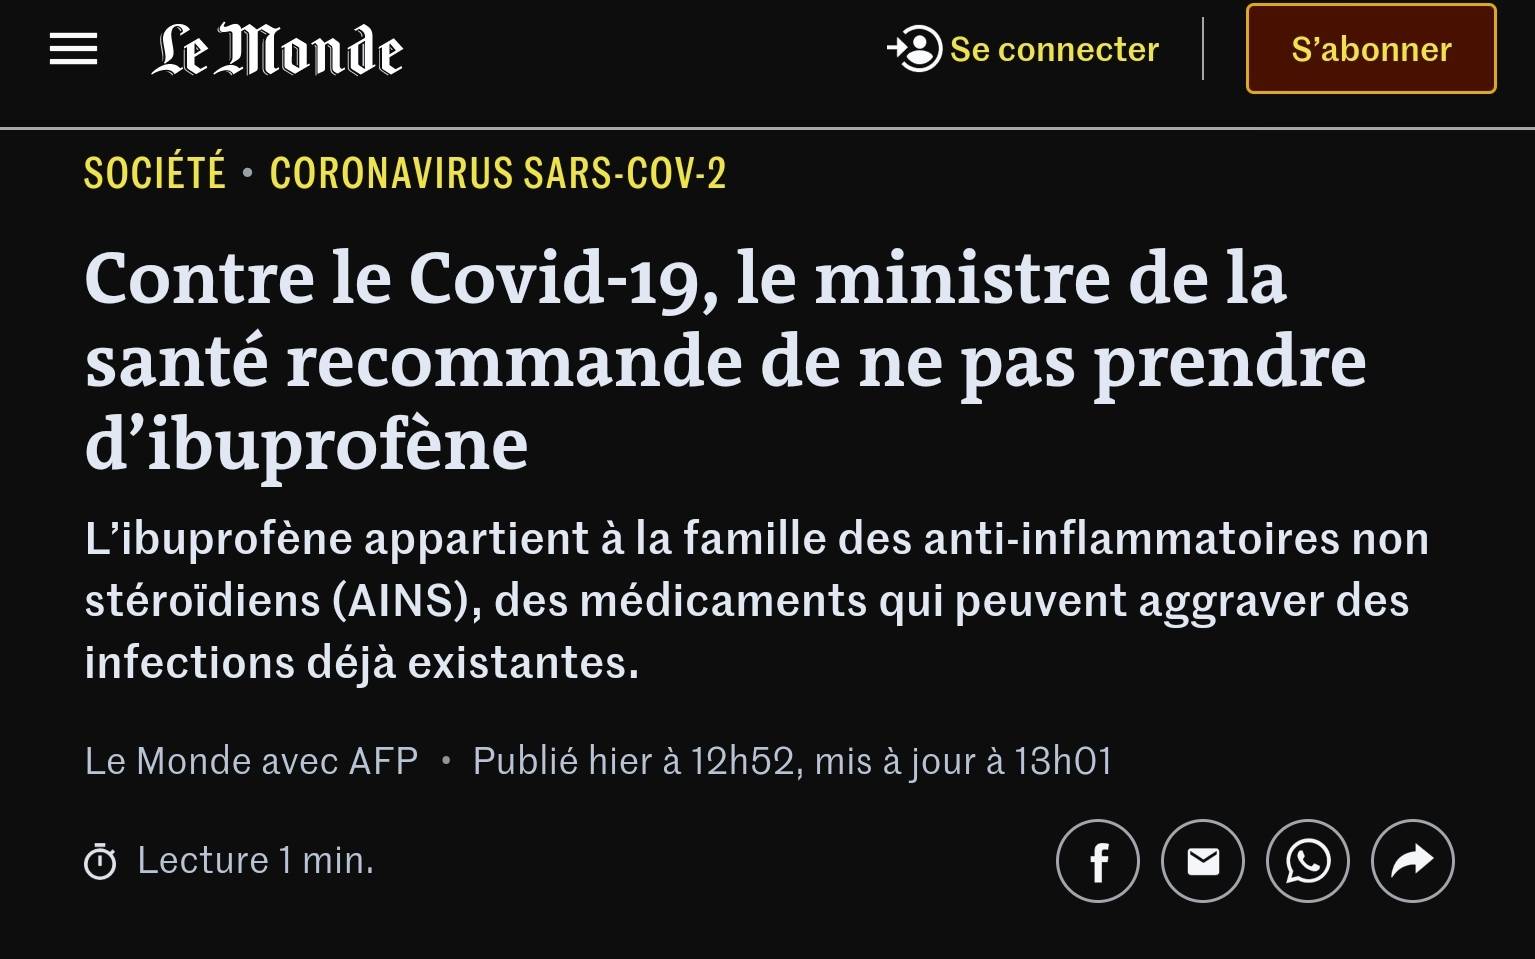 Le Monde
Se connecter
S’abonner
SOCIÉTÉ • CORONAVIRUS SARS-COV-2
Contre le Covid-19, le ministre de la
santé recommande de ne pas prendre
d’ibuprofène
L’ibuprofène appartient à la famille des anti-inflammatoires non
stéroïdiens (AINS), des médicaments qui peuvent aggraver des
infections déjà existantes.
Le Monde avec AFP • Publié hier à 12h52, mis à jour à 13h01
Lecture 1 min.